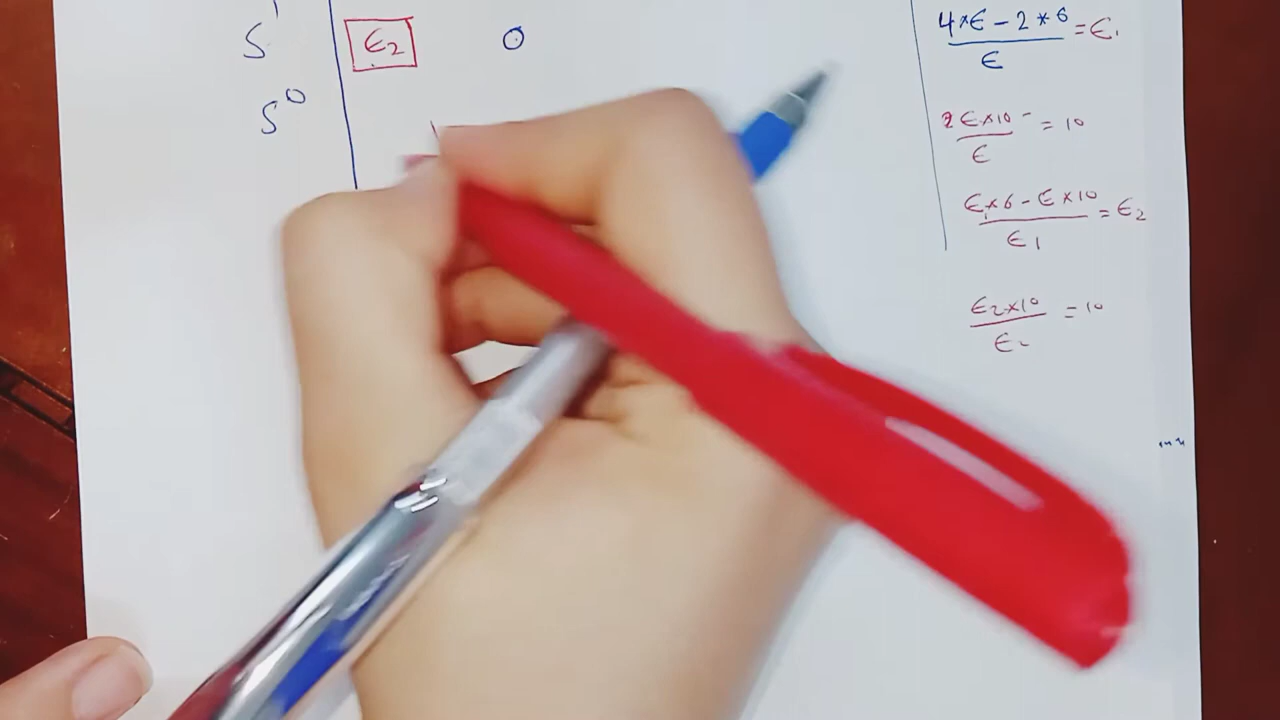 S¹ | ϵ₂ 0
S⁰ |
4×ϵ − 2*6 / ϵ = ϵ₁
2ϵ×10 − / ϵ = 10
ϵ₁×6 − ϵ×10 / ϵ₁ = ϵ₂
ϵ₂×10 / ϵ₂ = 10